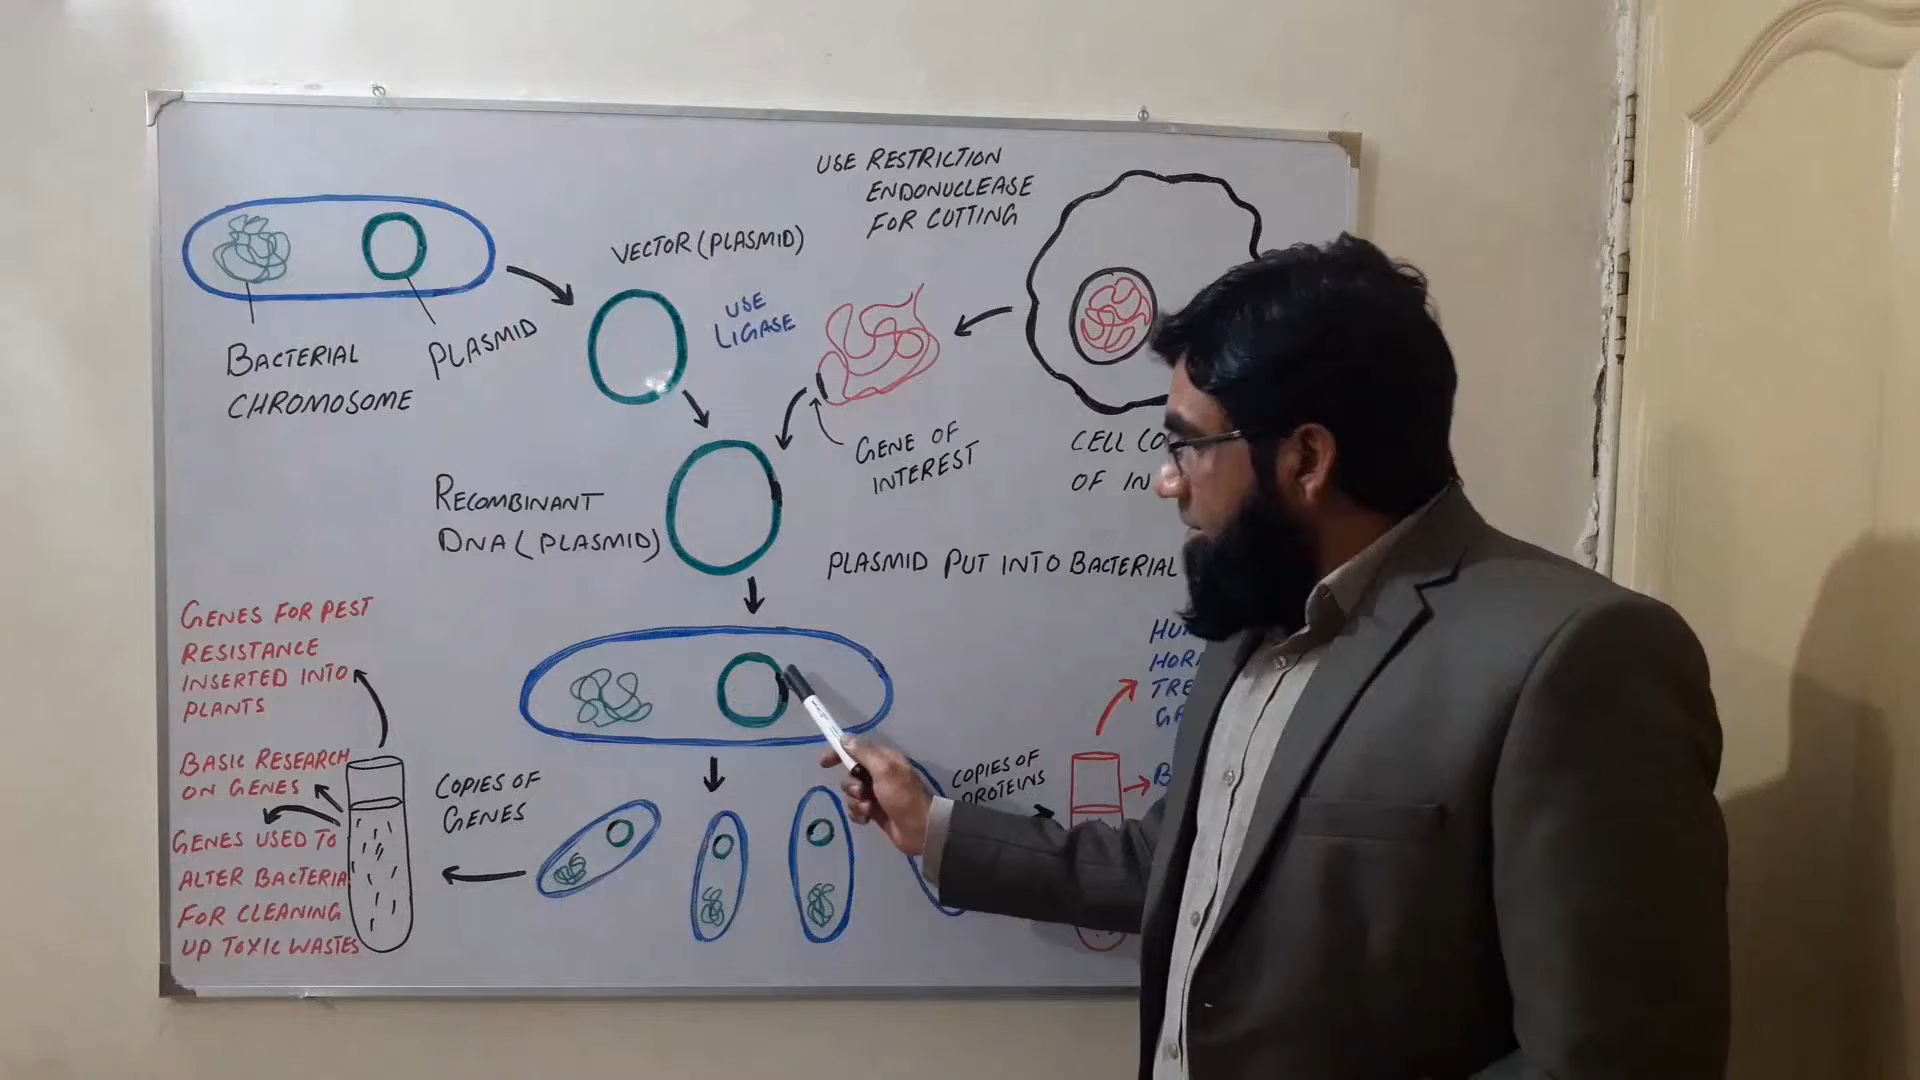 USE RESTRICTION
ENDONUCLEASE
FOR CUTTING
VECTOR (PLASMID)
USE
LIGASE
BACTERIAL
CHROMOSOME
PLASMID
GENE OF
INTEREST
CELL
OF
RECOMBINANT
DNA (PLASMID)
PLASMID PUT INTO BACTERIAL
GENES FOR PEST
RESISTANCE
INSERTED INTO
PLANTS
BASIC RESEARCH
ON GENES
GENES USED TO
ALTER BACTERIA
FOR CLEANING
UP TOXIC WASTES
COPIES OF
GENES
COPIES OF
PROTEINS